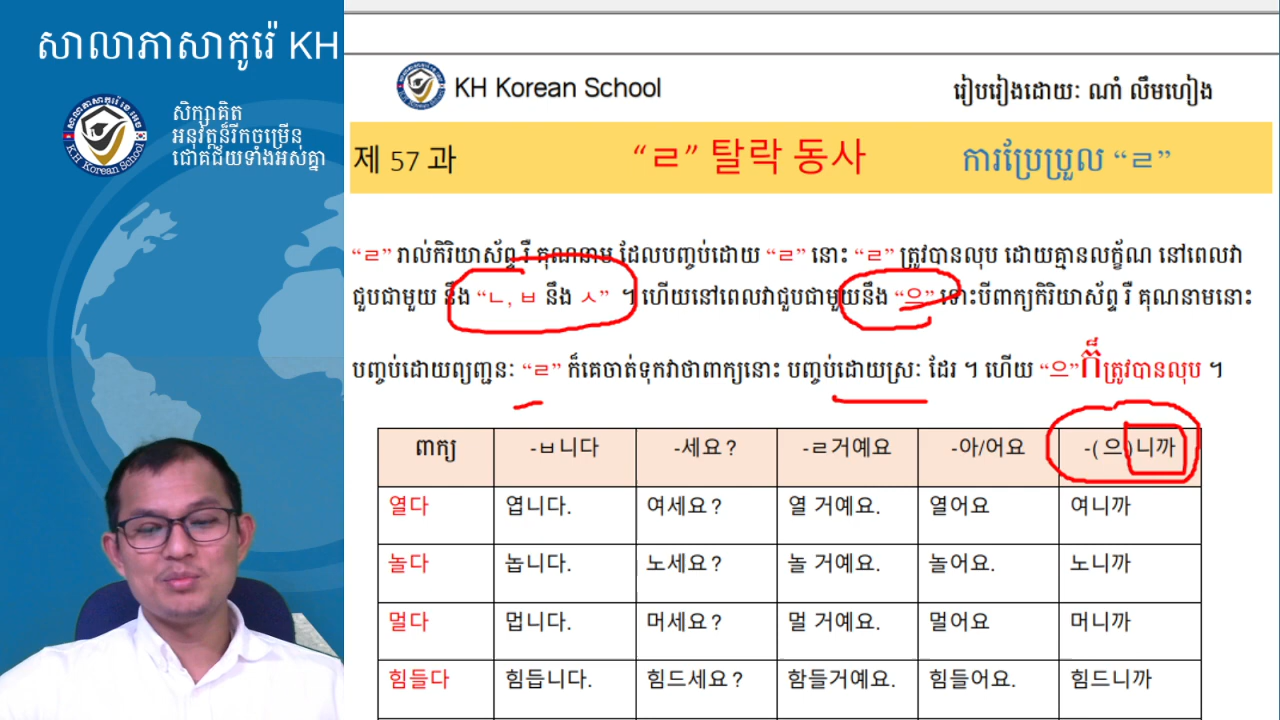 សាលាភាសាកូរ៉េ KH
សិក្សាគិត
អនុវត្តន៍រីកចម្រើន
ជោគជ័យទាំងអស់គ្នា
KH Korean School
រៀបរៀងដោយៈ ណាំ លឹមហៀង
제 57 과
“ㄹ” 탈락 동사
ការប្រែប្រួល “ㄹ”
“ㄹ” រាល់កិរិយាស័ព្ទ រឺ គុណនាម ដែលបញ្ចប់ដោយ “ㄹ” នោះ “ㄹ” ត្រូវបានលុប ដោយគ្មានលក្ខ័ណ នៅពេលវា
ជួបជាមួយ នឹង “ㄴ, ㅂ នឹង ㅅ” ។ ហើយនៅពេលវាជួបជាមួយនឹង “으” ទោះបីពាក្យកិរិយាស័ព្ទ រឺ គុណនាមនោះ
បញ្ចប់ដោយព្យញ្ជនៈ “ㄹ” ក៏គេចាត់ទុកវាថាពាក្យនោះ បញ្ចប់ដោយស្រៈ ដែរ ។ ហើយ “으”ក៏ត្រូវបានលុប ។
ពាក្យ -ㅂ니다 -세요? -ㄹ거예요 -아/어요 -(으)니까
열다 엽니다. 여세요? 열 거예요. 열어요 여니까
놀다 놉니다. 노세요? 놀 거예요. 놀어요. 노니까
멀다 멉니다. 머세요? 멀 거예요. 멀어요 머니까
힘들다 힘듭니다. 힘드세요? 함들거예요. 힘들어요. 힘드니까